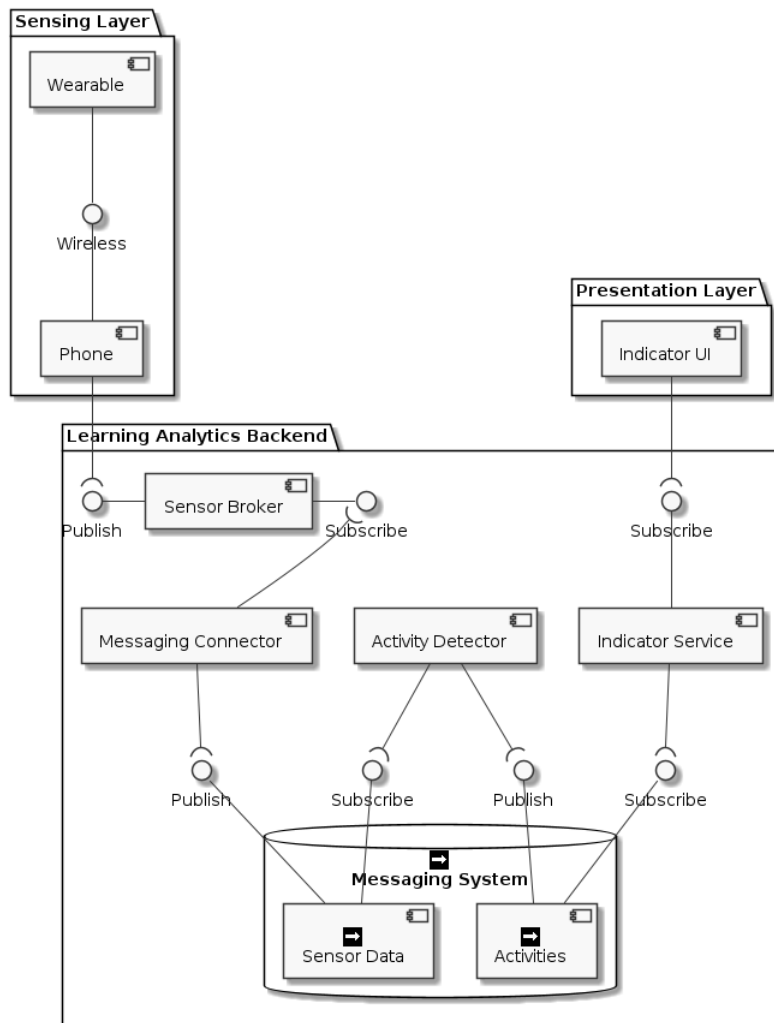 Sensing Layer
Wearable
Wireless
Phone
Presentation Layer
Indicator UI
Learning Analytics Backend
Sensor Broker
Publish
Subscribe
Subscribe
Messaging Connector
Activity Detector
Indicator Service
Publish
Subscribe
Publish
Subscribe
Messaging System
Sensor Data
Activities